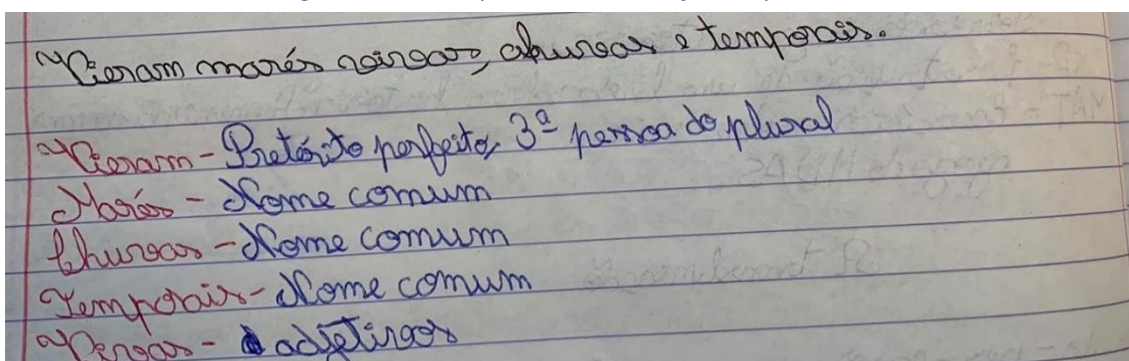 Vieram marés vivas, chuvas e temporais.
Vieram - Pretérito perfeito, 3ª pessoa do plural
Marés - Nome comum
Chuvas - Nome comum
Temporais - Nome comum
Vivas - adjetivos